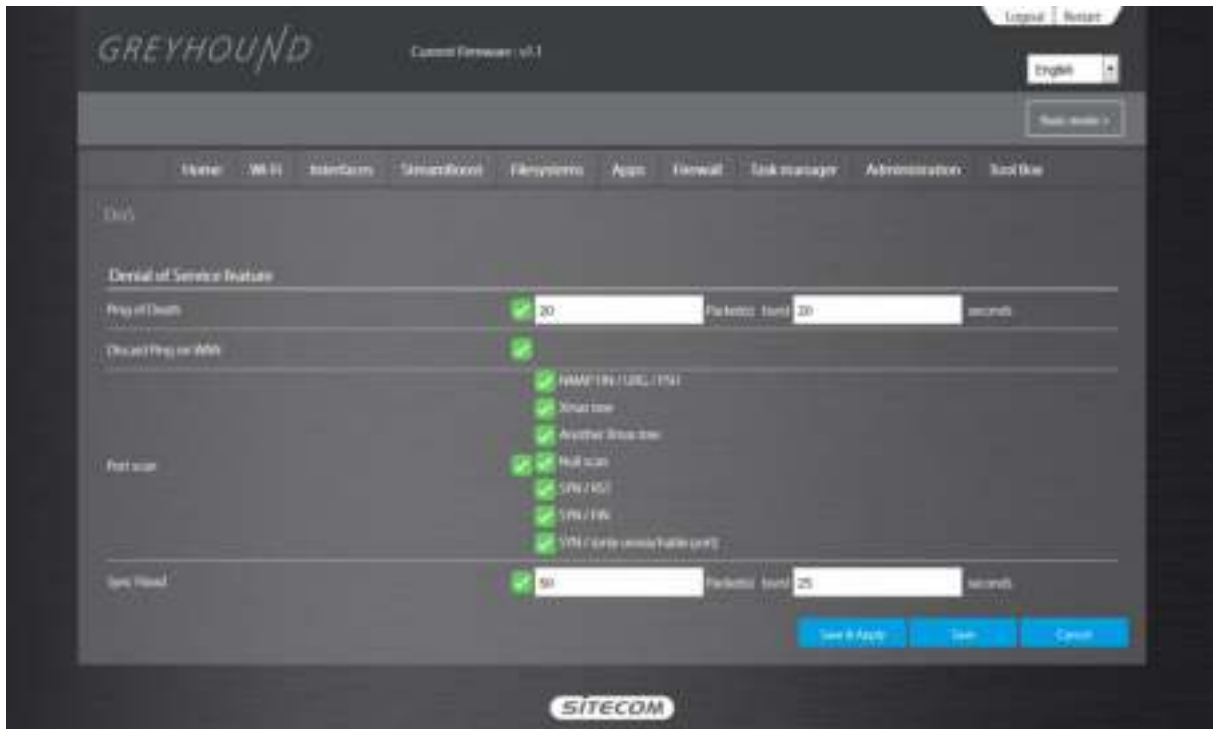 Logout Restart
GREYHOUND
Current Firmware : v1.1
English
Basic mode >
Home Wi-Fi Interfaces StreamBoost Filesystems Apps Firewall Task manager Administration Tool Box
DoS
Denial of Service feature
Ping of Death 20 Packet(s) burst 20 seconds
Discard Ping on WAN
NMAP FIN / URG / PSH
Xmas tree
Another Xmas tree
Port scan Null scan
SYN / RST
SYN / FIN
SYN / (only unreachable port)
Sync Flood 50 Packet(s) burst 25 seconds
Save & Apply Save Cancel
SITECOM